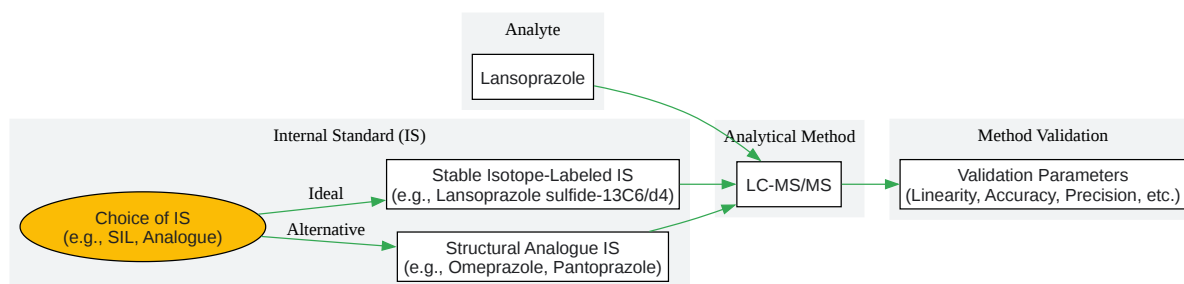 Analyte
Lansoprazole
Internal Standard (IS)
Analytical Method
Method Validation
Choice of IS
(e.g., SIL, Analogue)
Ideal
Alternative
Stable Isotope-Labeled IS
(e.g., Lansoprazole sulfide-13C6/d4)
Structural Analogue IS
(e.g., Omeprazole, Pantoprazole)
LC-MS/MS
Validation Parameters
(Linearity, Accuracy, Precision, etc.)